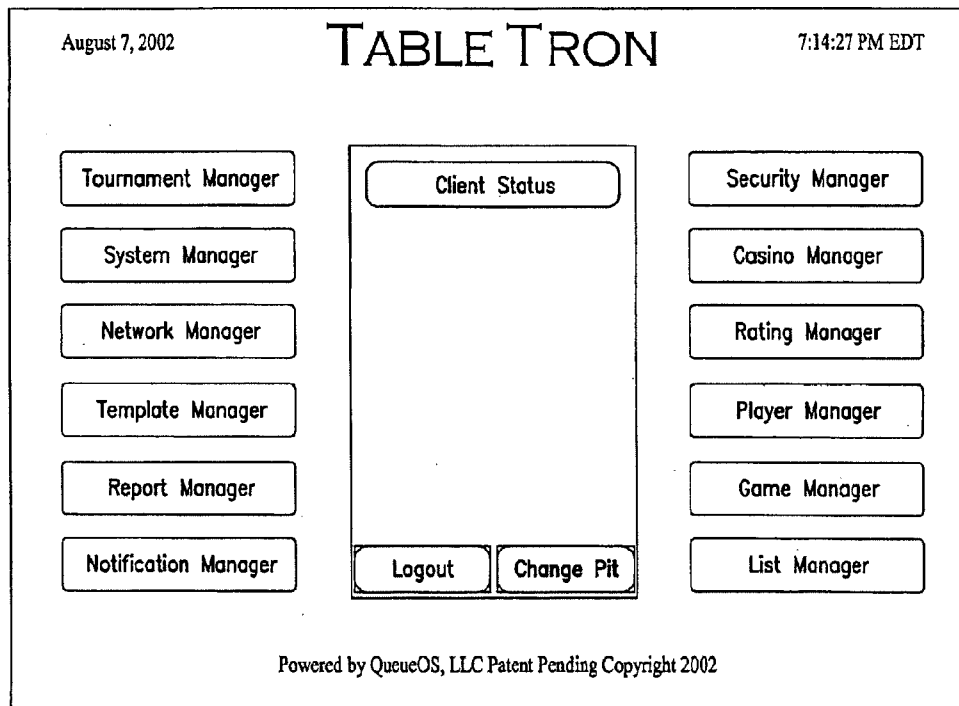 August 7, 2002
TABLE TRON
7:14:27 PM EDT
Tournament Manager
System Manager
Network Manager
Template Manager
Report Manager
Notification Manager
Client Status
Logout
Change Pit
Security Manager
Casino Manager
Rating Manager
Player Manager
Game Manager
List Manager
Powered by QueueOS, LLC Patent Pending Copyright 2002